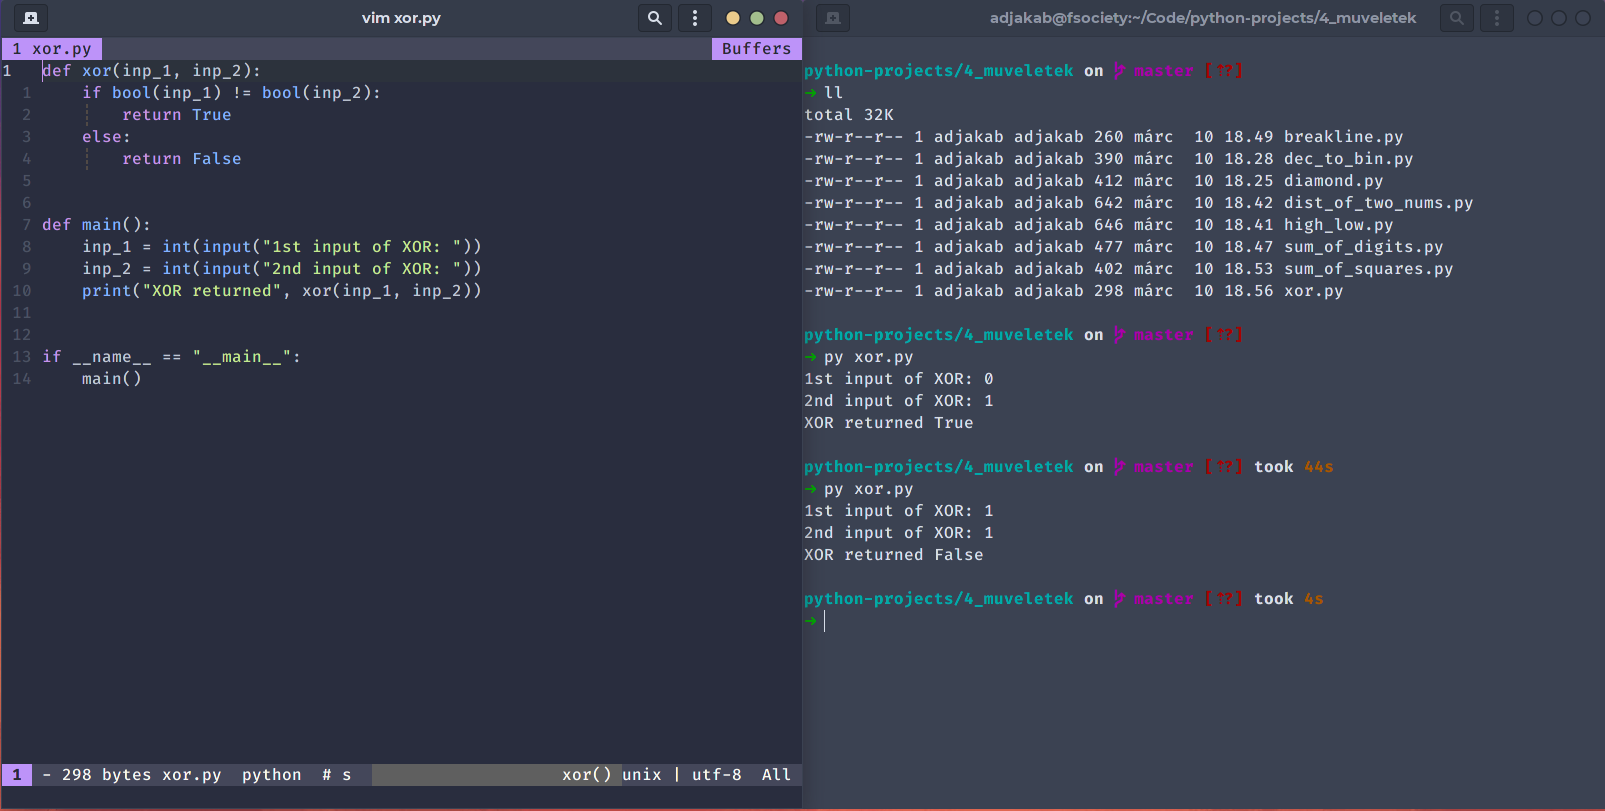 vim xor.py
1 xor.py Buffers
1 def xor(inp_1, inp_2):
1 if bool(inp_1) != bool(inp_2):
2 return True
3 else:
4 return False
5
6
7 def main():
8 inp_1 = int(input("1st input of XOR: "))
9 inp_2 = int(input("2nd input of XOR: "))
10 print("XOR returned", xor(inp_1, inp_2))
11
12
13 if __name__ == "__main__":
14 main()
1 - 298 bytes xor.py python # s xor() unix | utf-8 All
adjakab@fsociety:~/Code/python-projects/4_muveletek
python-projects/4_muveletek on master [⇡?]
→ ll
total 32K
-rw-r--r-- 1 adjakab adjakab 260 márc 10 18.49 breakline.py
-rw-r--r-- 1 adjakab adjakab 390 márc 10 18.28 dec_to_bin.py
-rw-r--r-- 1 adjakab adjakab 412 márc 10 18.25 diamond.py
-rw-r--r-- 1 adjakab adjakab 642 márc 10 18.42 dist_of_two_nums.py
-rw-r--r-- 1 adjakab adjakab 646 márc 10 18.41 high_low.py
-rw-r--r-- 1 adjakab adjakab 477 márc 10 18.47 sum_of_digits.py
-rw-r--r-- 1 adjakab adjakab 402 márc 10 18.53 sum_of_squares.py
-rw-r--r-- 1 adjakab adjakab 298 márc 10 18.56 xor.py
python-projects/4_muveletek on master [⇡?]
→ py xor.py
1st input of XOR: 0
2nd input of XOR: 1
XOR returned True
python-projects/4_muveletek on master [⇡?] took 44s
→ py xor.py
1st input of XOR: 1
2nd input of XOR: 1
XOR returned False
python-projects/4_muveletek on master [⇡?] took 4s
→